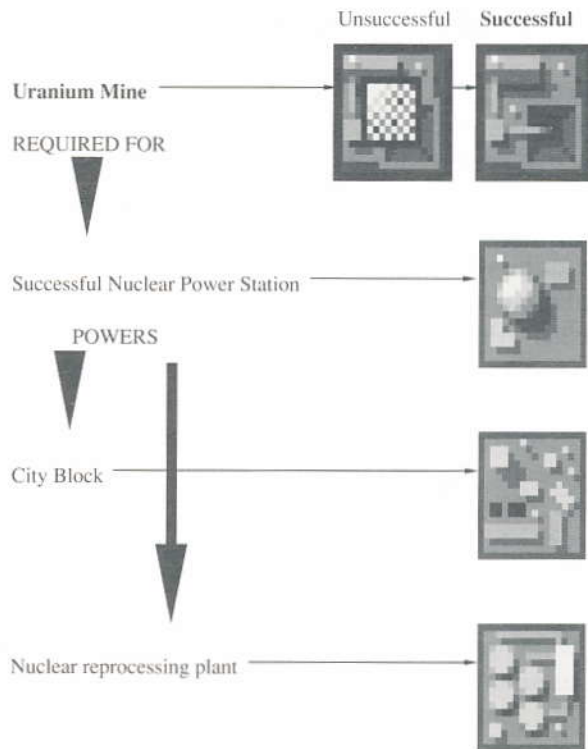 Unsuccessful Successful
Uranium Mine
REQUIRED FOR
Successful Nuclear Power Station
POWERS
City Block
Nuclear reprocessing plant